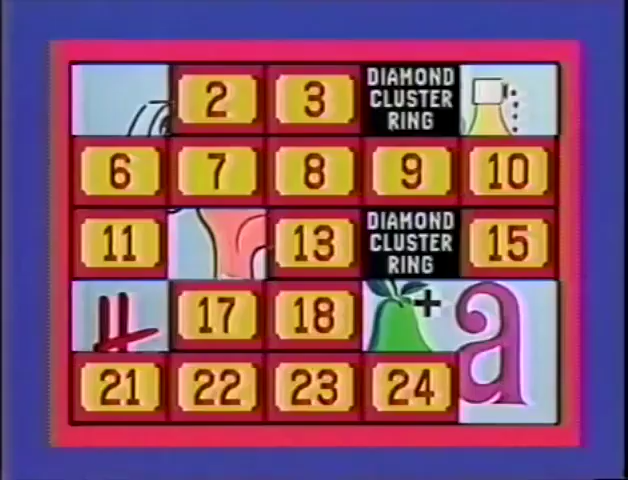 2 3 DIAMOND CLUSTER RING
6 7 8 9 10
11 13 DIAMOND CLUSTER RING 15
17 18 + a
21 22 23 24